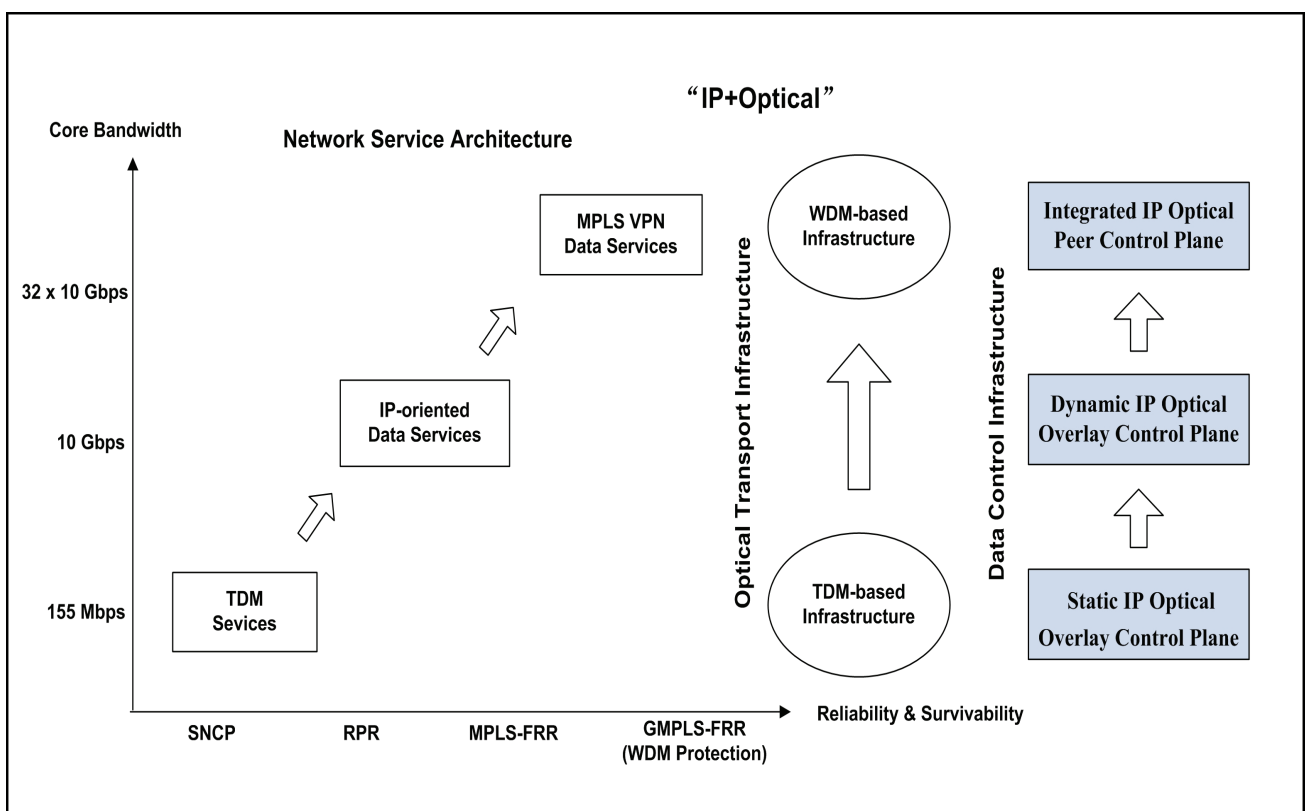 “IP+Optical”
Core Bandwidth
Network Service Architecture
MPLS VPN
Data Services
WDM-based
Infrastructure
Integrated IP Optical
Peer Control Plane
32 x 10 Gbps
IP-oriented
Data Services
10 Gbps
Dynamic IP Optical
Overlay Control Plane
Optical Transport Infrastructure
Data Control Infrastructure
155 Mbps
TDM
Sevices
TDM-based
Infrastructure
Static IP Optical
Overlay Control Plane
Reliability & Survivability
SNCP
RPR
MPLS-FRR
GMPLS-FRR
(WDM Protection)